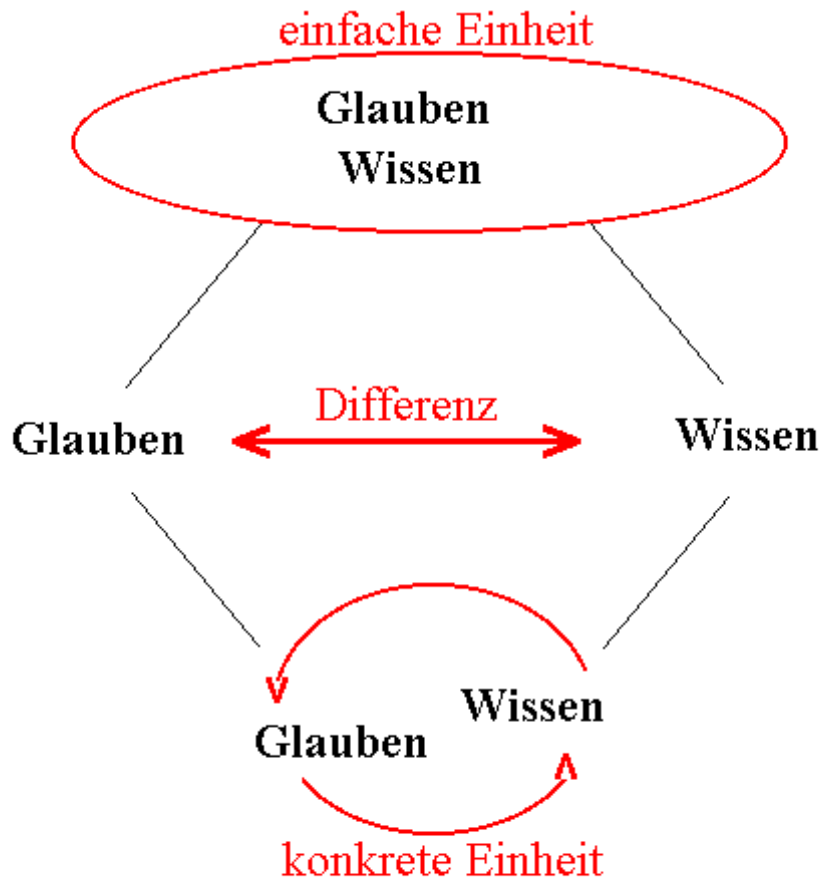 einfache Einheit
Glauben
Wissen
Differenz
Glauben
Wissen
Wissen
Glauben
konkrete Einheit